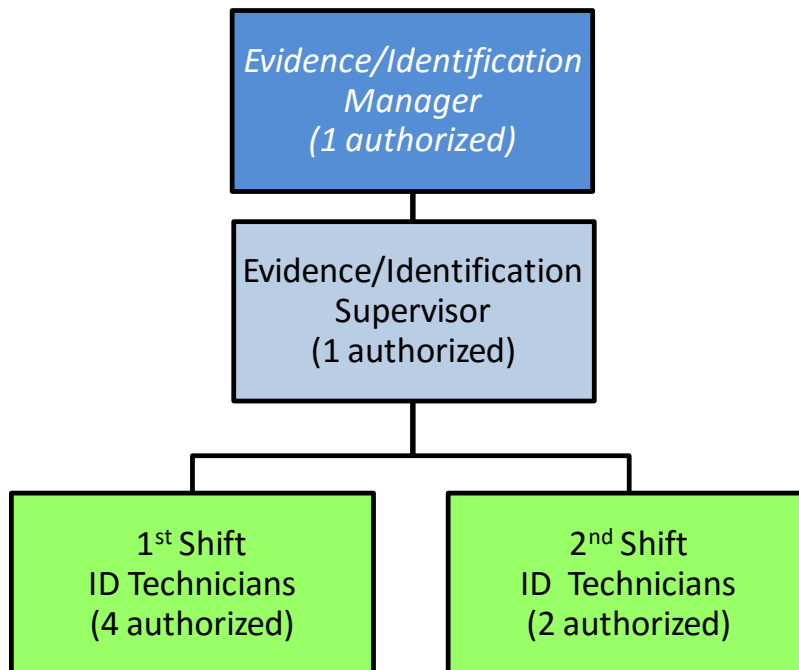 Evidence/Identification
Manager
(1 authorized)
Evidence/Identification
Supervisor
(1 authorized)
1st Shift
ID Technicians
(4 authorized)
2nd Shift
ID Technicians
(2 authorized)